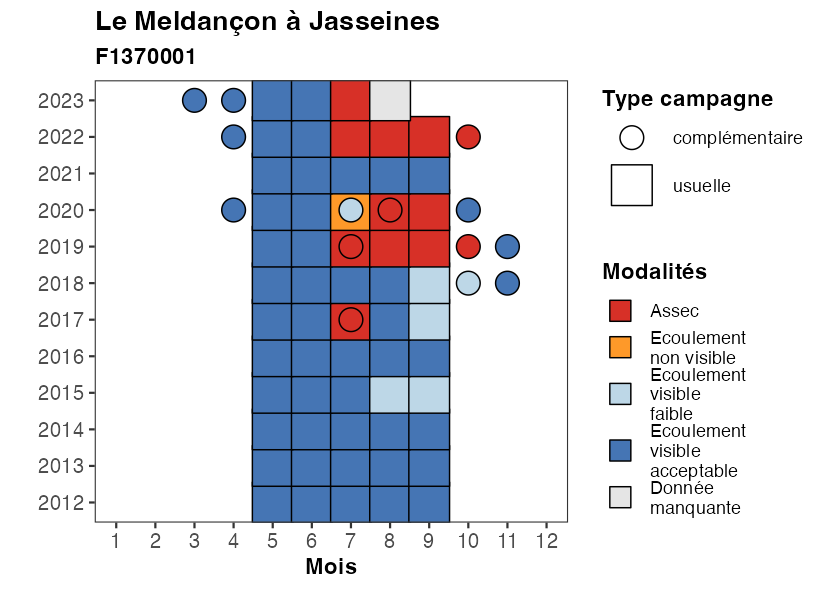 Le Meldançon à Jasseines
F1370001
2023
2022
2021
2020
2019
2018
2017
2016
2015
2014
2013
2012
1 2 3 4 5 6 7 8 9 10 11 12
Mois
Type campagne
complémentaire
usuelle
Modalités
Assec
Ecoulement
non visible
Ecoulement
visible
faible
Ecoulement
visible
acceptable
Donnée
manquante